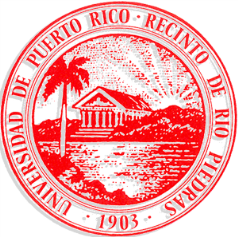 UNIVERSIDAD DE PUERTO RICO · RECINTO DE RIO PIEDRAS
· 1903 ·